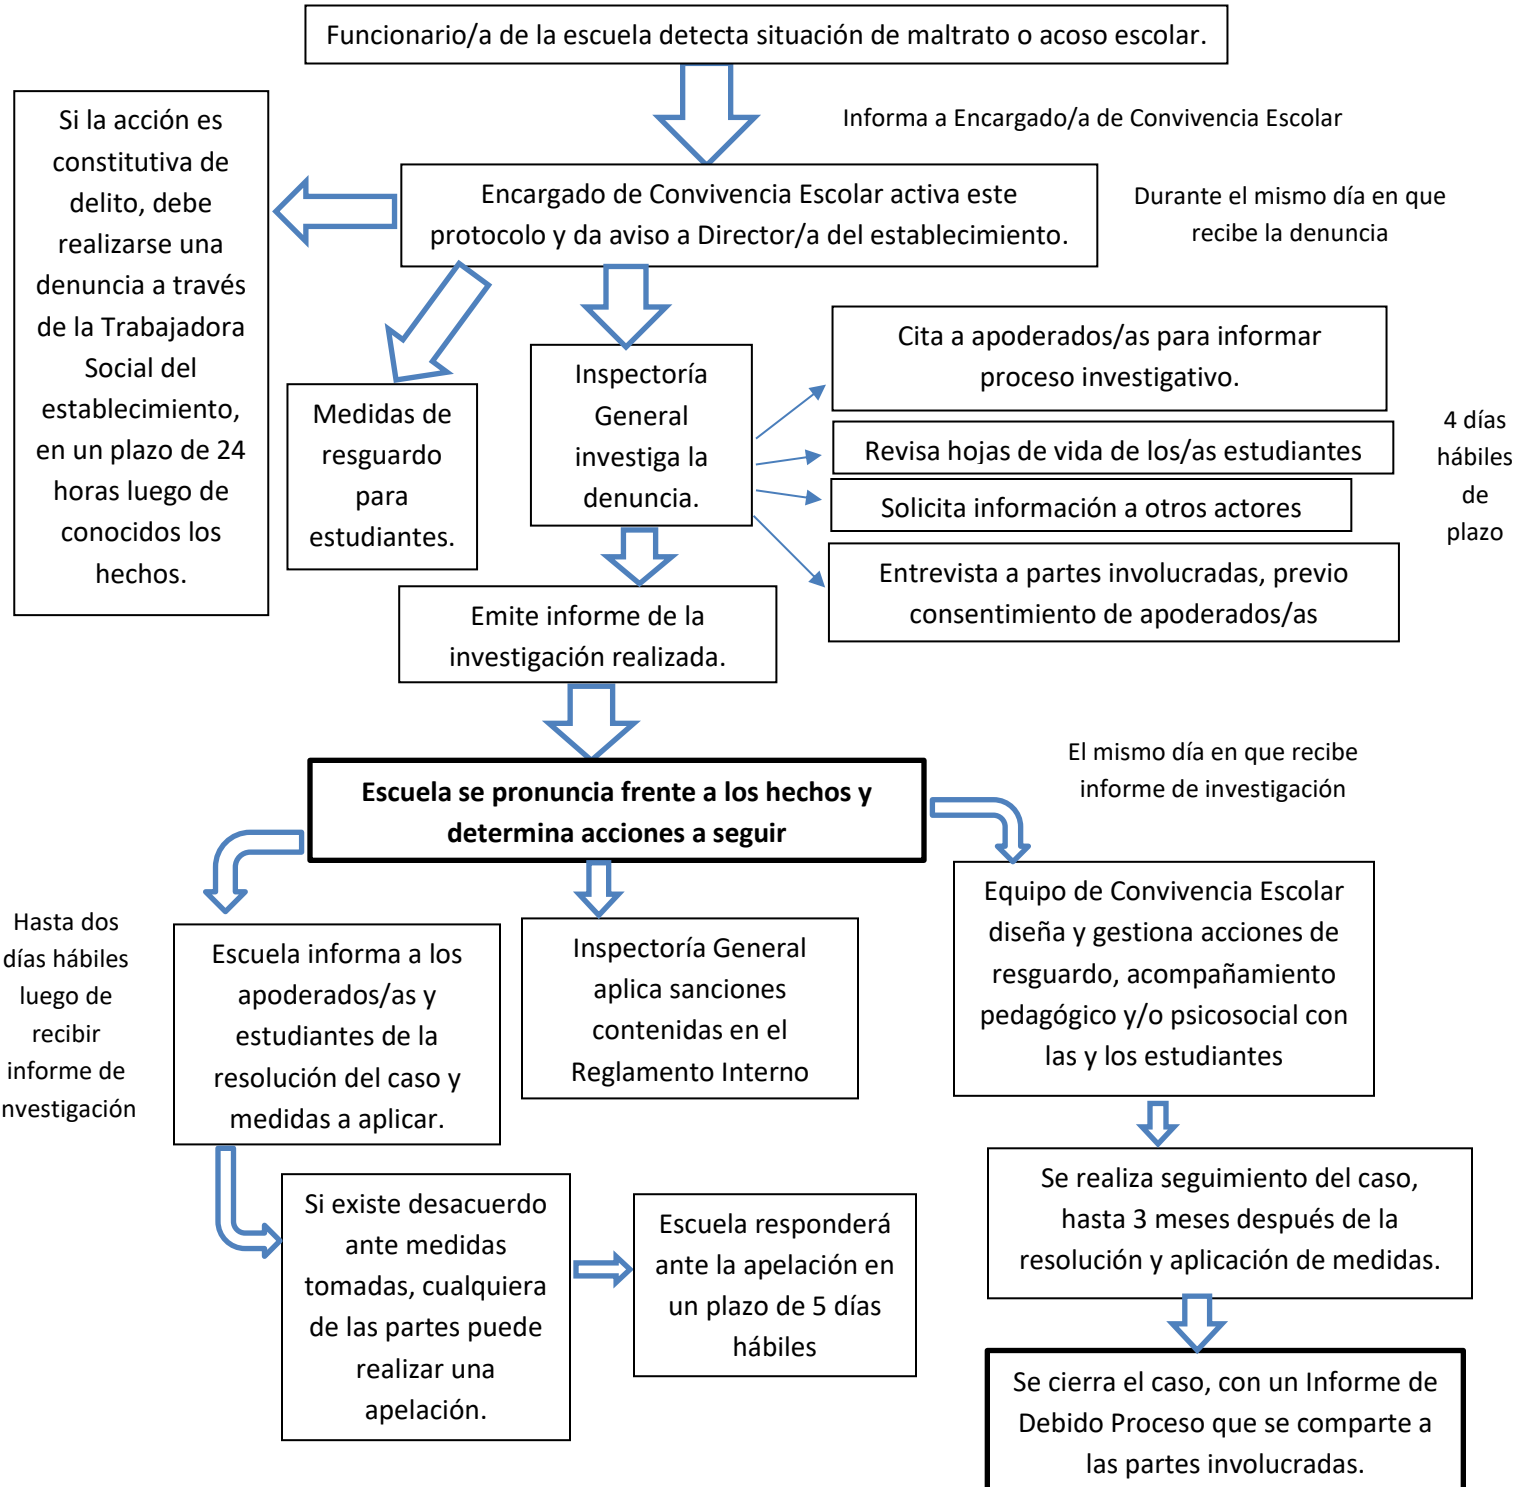 Funcionario/a de la escuela detecta situación de maltrato o acoso escolar.
Informa a Encargado/a de Convivencia Escolar
Si la acción es
constitutiva de
delito, debe
realizarse una
denuncia a través
de la Trabajadora
Social del
establecimiento,
en un plazo de 24
horas luego de
conocidos los
hechos.
Encargado de Convivencia Escolar activa este
protocolo y da aviso a Director/a del establecimiento.
Durante el mismo día en que
recibe la denuncia
Medidas de
resguardo
para
estudiantes.
Inspectoría
General
investiga la
denuncia.
Cita a apoderados/as para informar
proceso investigativo.
Revisa hojas de vida de los/as estudiantes
Solicita información a otros actores
Entrevista a partes involucradas, previo
consentimiento de apoderados/as
4 días
hábiles
de
plazo
Emite informe de la
investigación realizada.
El mismo día en que recibe
informe de investigación
Escuela se pronuncia frente a los hechos y
determina acciones a seguir
Hasta dos
días hábiles
luego de
recibir
informe de
nvestigación
Escuela informa a los
apoderados/as y
estudiantes de la
resolución del caso y
medidas a aplicar.
Inspectoría General
aplica sanciones
contenidas en el
Reglamento Interno
Equipo de Convivencia Escolar
diseña y gestiona acciones de
resguardo, acompañamiento
pedagógico y/o psicosocial con
las y los estudiantes
Si existe desacuerdo
ante medidas
tomadas, cualquiera
de las partes puede
realizar una
apelación.
Escuela responderá
ante la apelación en
un plazo de 5 días
hábiles
Se realiza seguimiento del caso,
hasta 3 meses después de la
resolución y aplicación de medidas.
Se cierra el caso, con un Informe de
Debido Proceso que se comparte a
las partes involucradas.